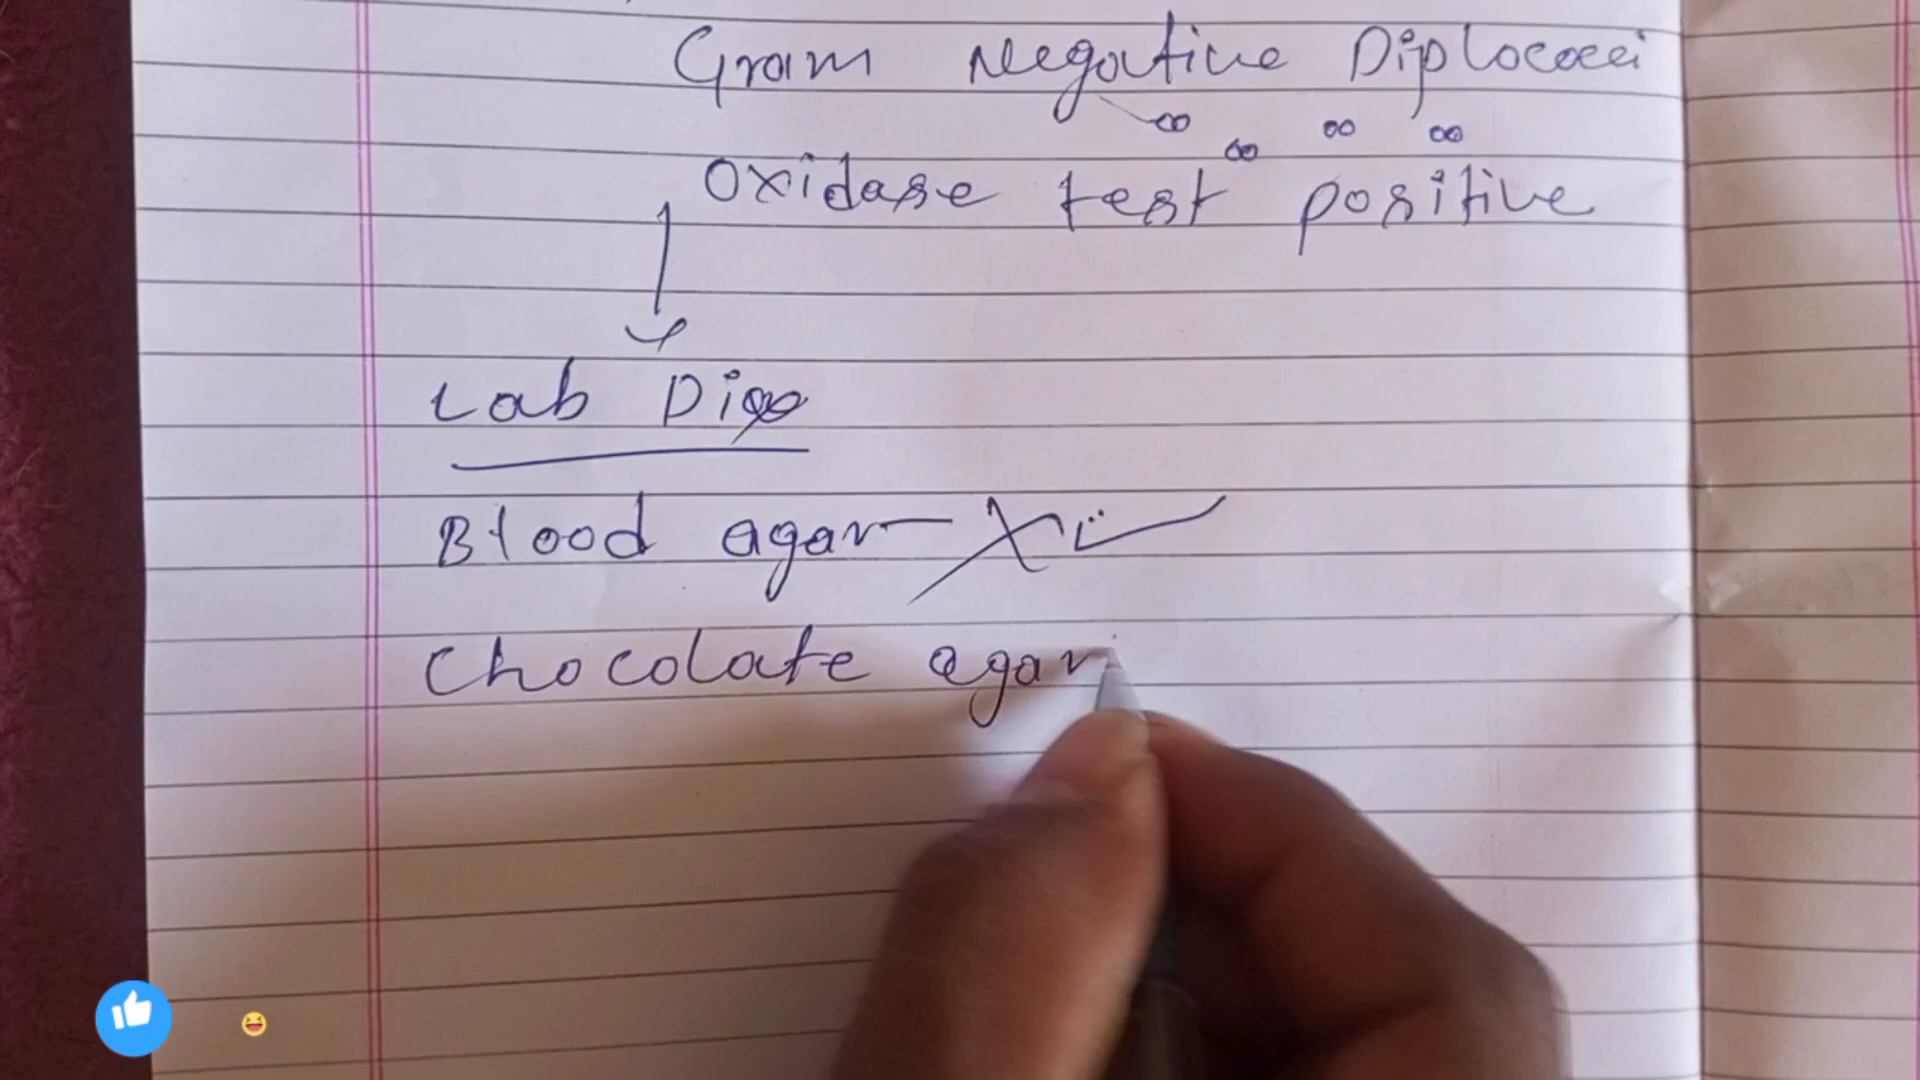 Gram Negative Diplococci
Oxidase test positive
Lab Diag
Blood agar — X
Chocolate agar